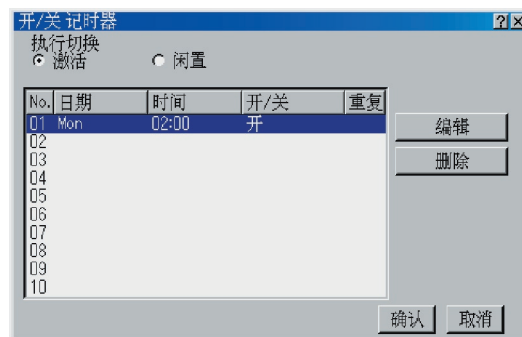 开/关 记时器
执行切换
激活 闲置
No. 日期 时间 开/关 重复
01 Mon 02:00 开
02
03
04
05
06
07
08
09
10
编辑
删除
确认 取消